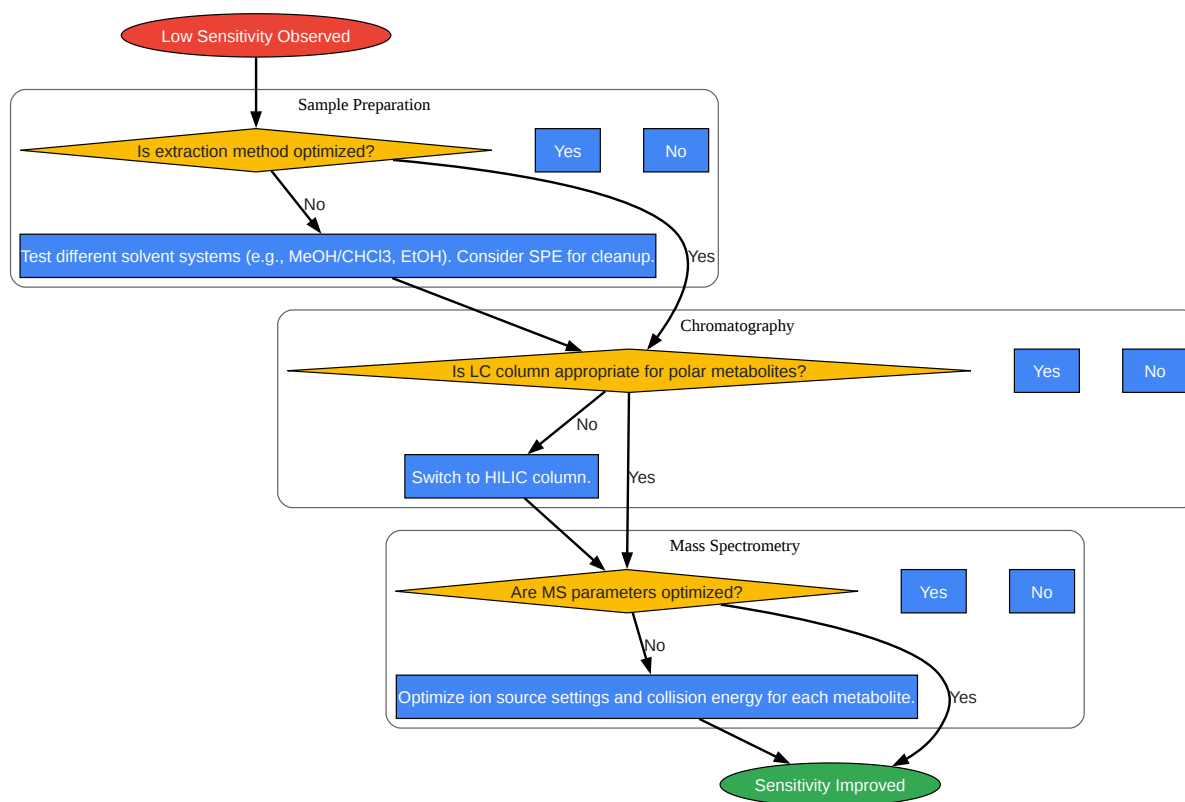 Low Sensitivity Observed
Sample Preparation
Is extraction method optimized?
Yes
No
No
Test different solvent systems (e.g., MeOH/CHCl3, EtOH). Consider SPE for cleanup.
Yes
Chromatography
Is LC column appropriate for polar metabolites?
Yes
No
No
Switch to HILIC column.
Yes
Mass Spectrometry
Are MS parameters optimized?
Yes
No
No
Optimize ion source settings and collision energy for each metabolite.
Yes
Sensitivity Improved